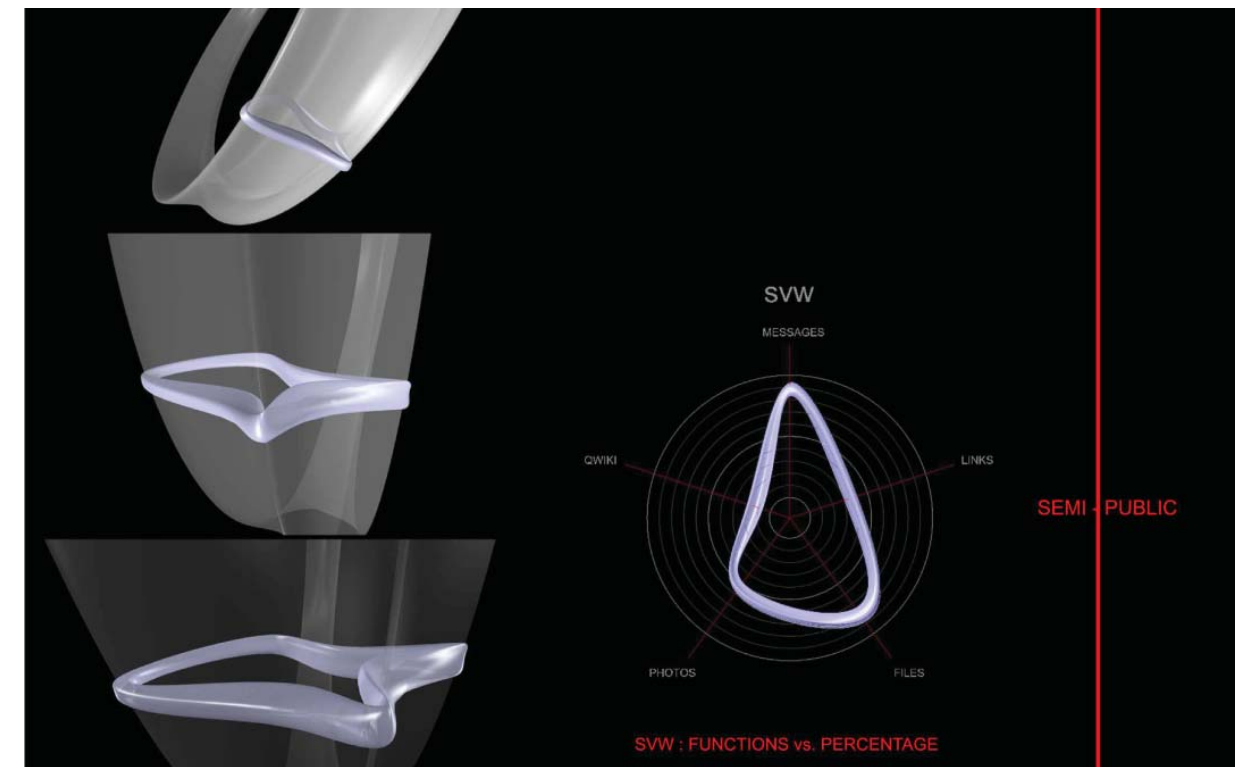 SVW
MESSAGES
QWIKI
LINKS
SEMI - PUBLIC
PHOTOS
FILES
SVW : FUNCTIONS vs. PERCENTAGE